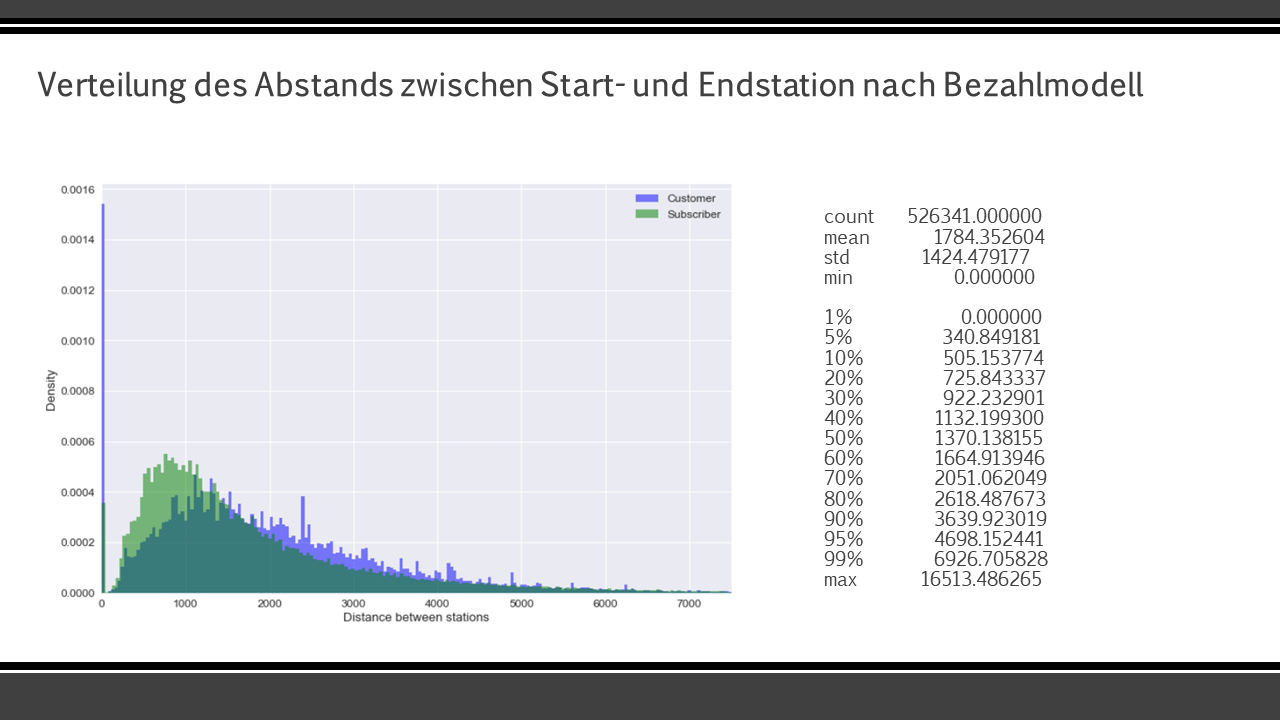 Verteilung des Abstands zwischen Start- und Endstation nach Bezahlmodell
0.0016
0.0014
0.0012
0.0010
0.0008
0.0006
0.0004
0.0002
0.0000
Density
0 1000 2000 3000 4000 5000 6000 7000
Distance between stations
Customer
Subscriber
count 526341.000000
mean 1784.352604
std 1424.479177
min 0.000000
1% 0.000000
5% 340.849181
10% 505.153774
20% 725.843337
30% 922.232901
40% 1132.199300
50% 1370.138155
60% 1664.913946
70% 2051.062049
80% 2618.487673
90% 3639.923019
95% 4698.152441
99% 6926.705828
max 16513.486265